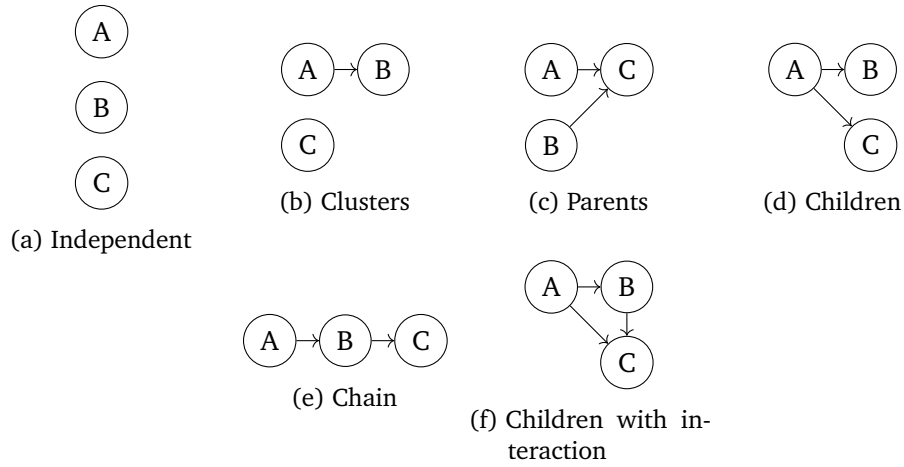 A
B
C
(a) Independent
A B
C
(b) Clusters
A C
B
(c) Parents
A B
C
(d) Children
A B C
(e) Chain
A B
C
(f) Children with in-
teraction